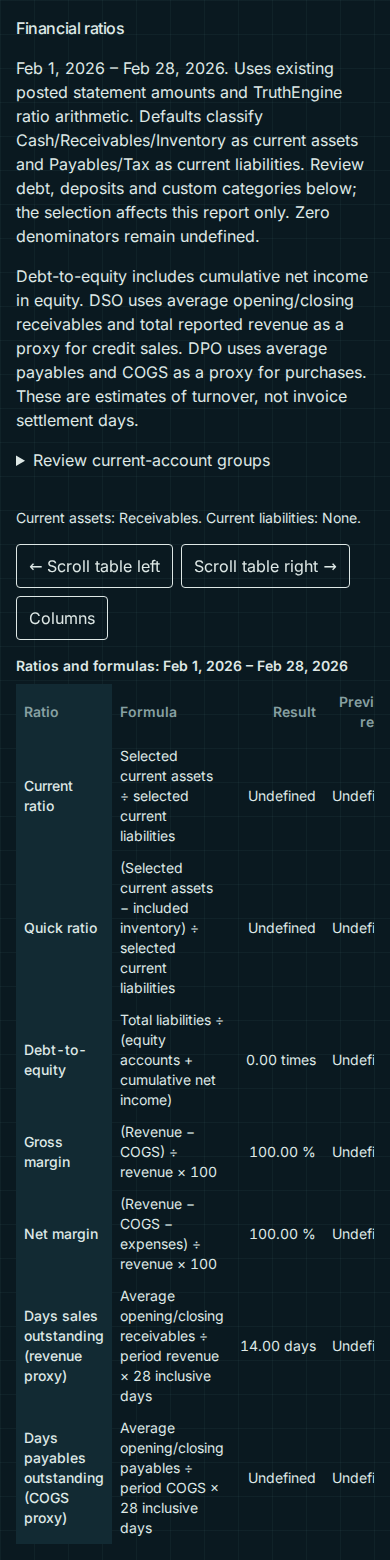 Financial ratios
Feb 1, 2026 – Feb 28, 2026. Uses existing
posted statement amounts and TruthEngine
ratio arithmetic. Defaults classify
Cash/Receivables/Inventory as current assets
and Payables/Tax as current liabilities. Review
debt, deposits and custom categories below;
the selection affects this report only. Zero
denominators remain undefined.
Debt-to-equity includes cumulative net income
in equity. DSO uses average opening/closing
receivables and total reported revenue as a
proxy for credit sales. DPO uses average
payables and COGS as a proxy for purchases.
These are estimates of turnover, not invoice
settlement days.
▶ Review current-account groups
Current assets: Receivables. Current liabilities: None.
← Scroll table left
Scroll table right →
Columns
Ratios and formulas: Feb 1, 2026 – Feb 28, 2026
Ratio
Formula
Result
Previ
re
Current
ratio
Selected
current assets
÷ selected
current
liabilities
Undefined
Undefi
Quick ratio
(Selected
current assets
− included
inventory) ÷
selected
current
liabilities
Undefined
Undefi
Debt-to-
equity
Total liabilities ÷
(equity
accounts +
cumulative net
income)
0.00 times
Undefi
Gross
margin
(Revenue −
COGS) ÷
revenue × 100
100.00 %
Undefi
Net margin
(Revenue −
COGS −
expenses) ÷
revenue × 100
100.00 %
Undefi
Days sales
outstanding
(revenue
proxy)
Average
opening/closing
receivables ÷
period revenue
× 28 inclusive
days
14.00 days
Undefi
Days
payables
outstanding
(COGS
proxy)
Average
opening/closing
payables ÷
period COGS ×
28 inclusive
days
Undefined
Undefi